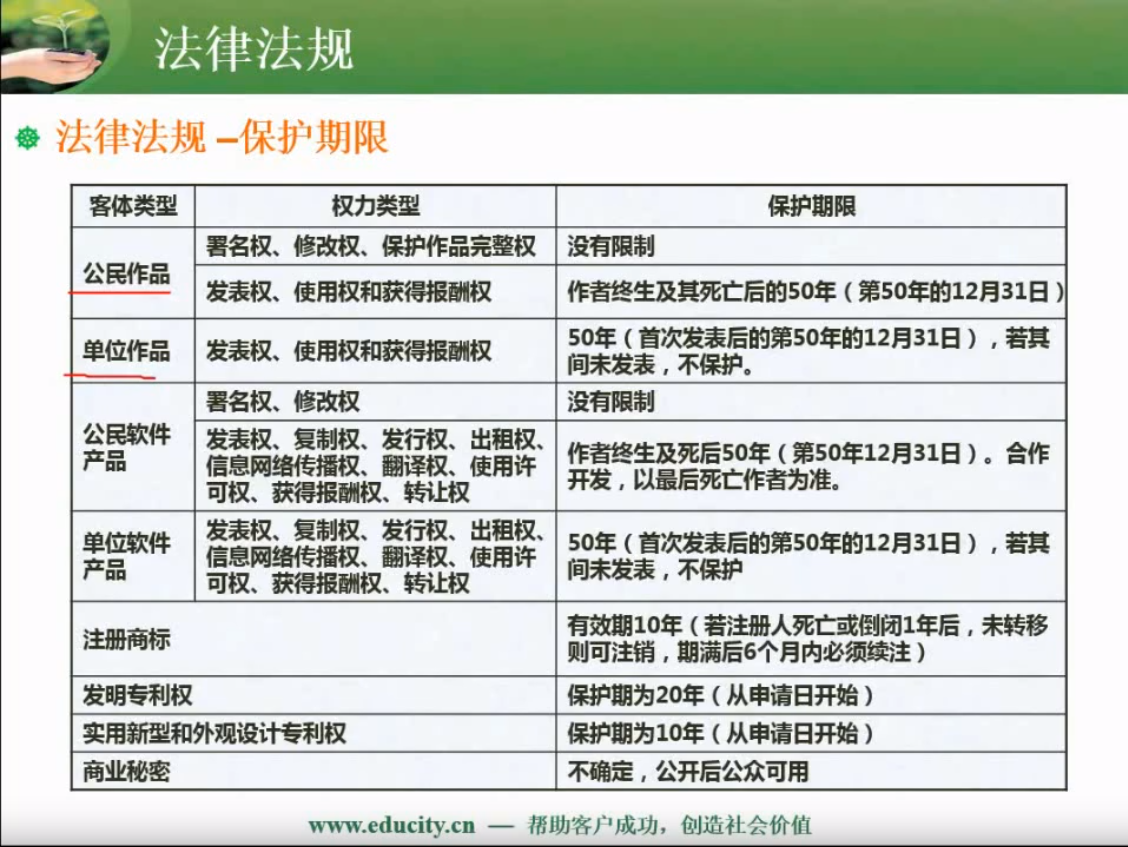 法律法规
法律法规 –保护期限
客体类型 权力类型 保护期限
公民作品
署名权、修改权、保护作品完整权 没有限制
发表权、使用权和获得报酬权 作者终生及其死亡后的50年（第50年的12月31日）
单位作品 发表权、使用权和获得报酬权
50年（首次发表后的第50年的12月31日），若其
间未发表，不保护。
公民软件
产品
署名权、修改权 没有限制
发表权、复制权、发行权、出租权、
信息网络传播权、翻译权、使用许
可权、获得报酬权、转让权
作者终生及死后50年（第50年12月31日）。合作
开发，以最后死亡作者为准。
单位软件
产品
发表权、复制权、发行权、出租权、
信息网络传播权、翻译权、使用许
可权、获得报酬权、转让权
50年（首次发表后的第50年的12月31日），若其
间未发表，不保护
注册商标
有效期10年（若注册人死亡或倒闭1年后，未转移
则可注销，期满后6个月内必须续注）
发明专利权 保护期为20年（从申请日开始）
实用新型和外观设计专利权 保护期为10年（从申请日开始）
商业秘密 不确定，公开后公众可用
www.educity.cn — 帮助客户成功，创造社会价值